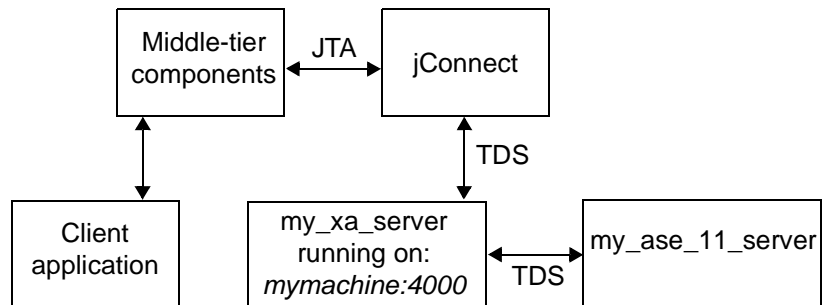 Middle-tier
components
JTA
jConnect
TDS
Client
application
my_xa_server
running on:
mymachine:4000
TDS
my_ase_11_server